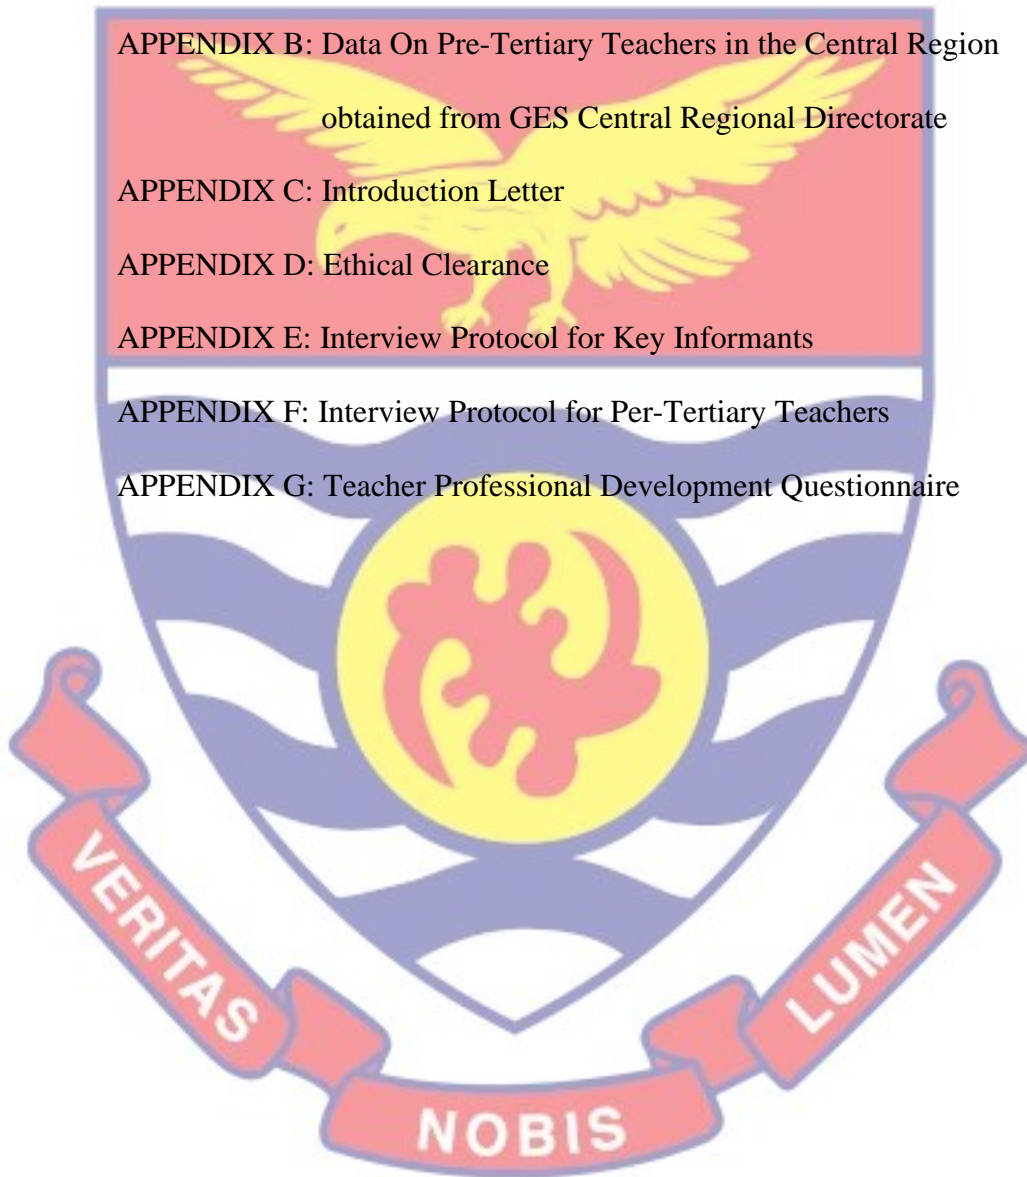 APPENDIX B: Data On Pre-Tertiary Teachers in the Central Region
obtained from GES Central Regional Directorate
APPENDIX C: Introduction Letter
APPENDIX D: Ethical Clearance
APPENDIX E: Interview Protocol for Key Informants
APPENDIX F: Interview Protocol for Per-Tertiary Teachers
APPENDIX G: Teacher Professional Development Questionnaire
VERITAS
NOBIS
LUMEN